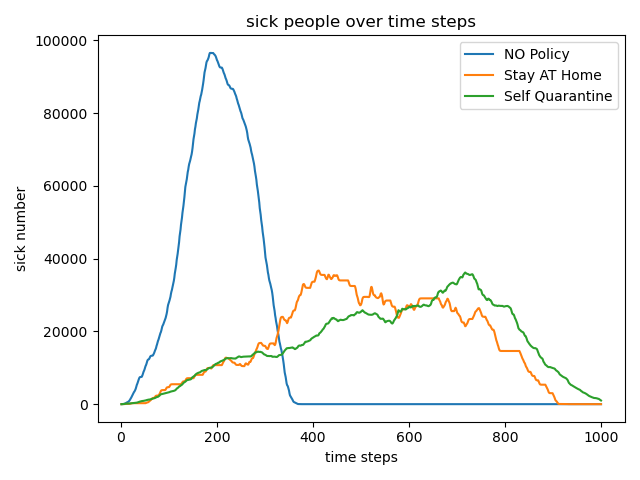 sick people over time steps
NO Policy
Stay AT Home
Self Quarantine
sick number
100000
80000
60000
40000
20000
0
0 200 400 600 800 1000
time steps